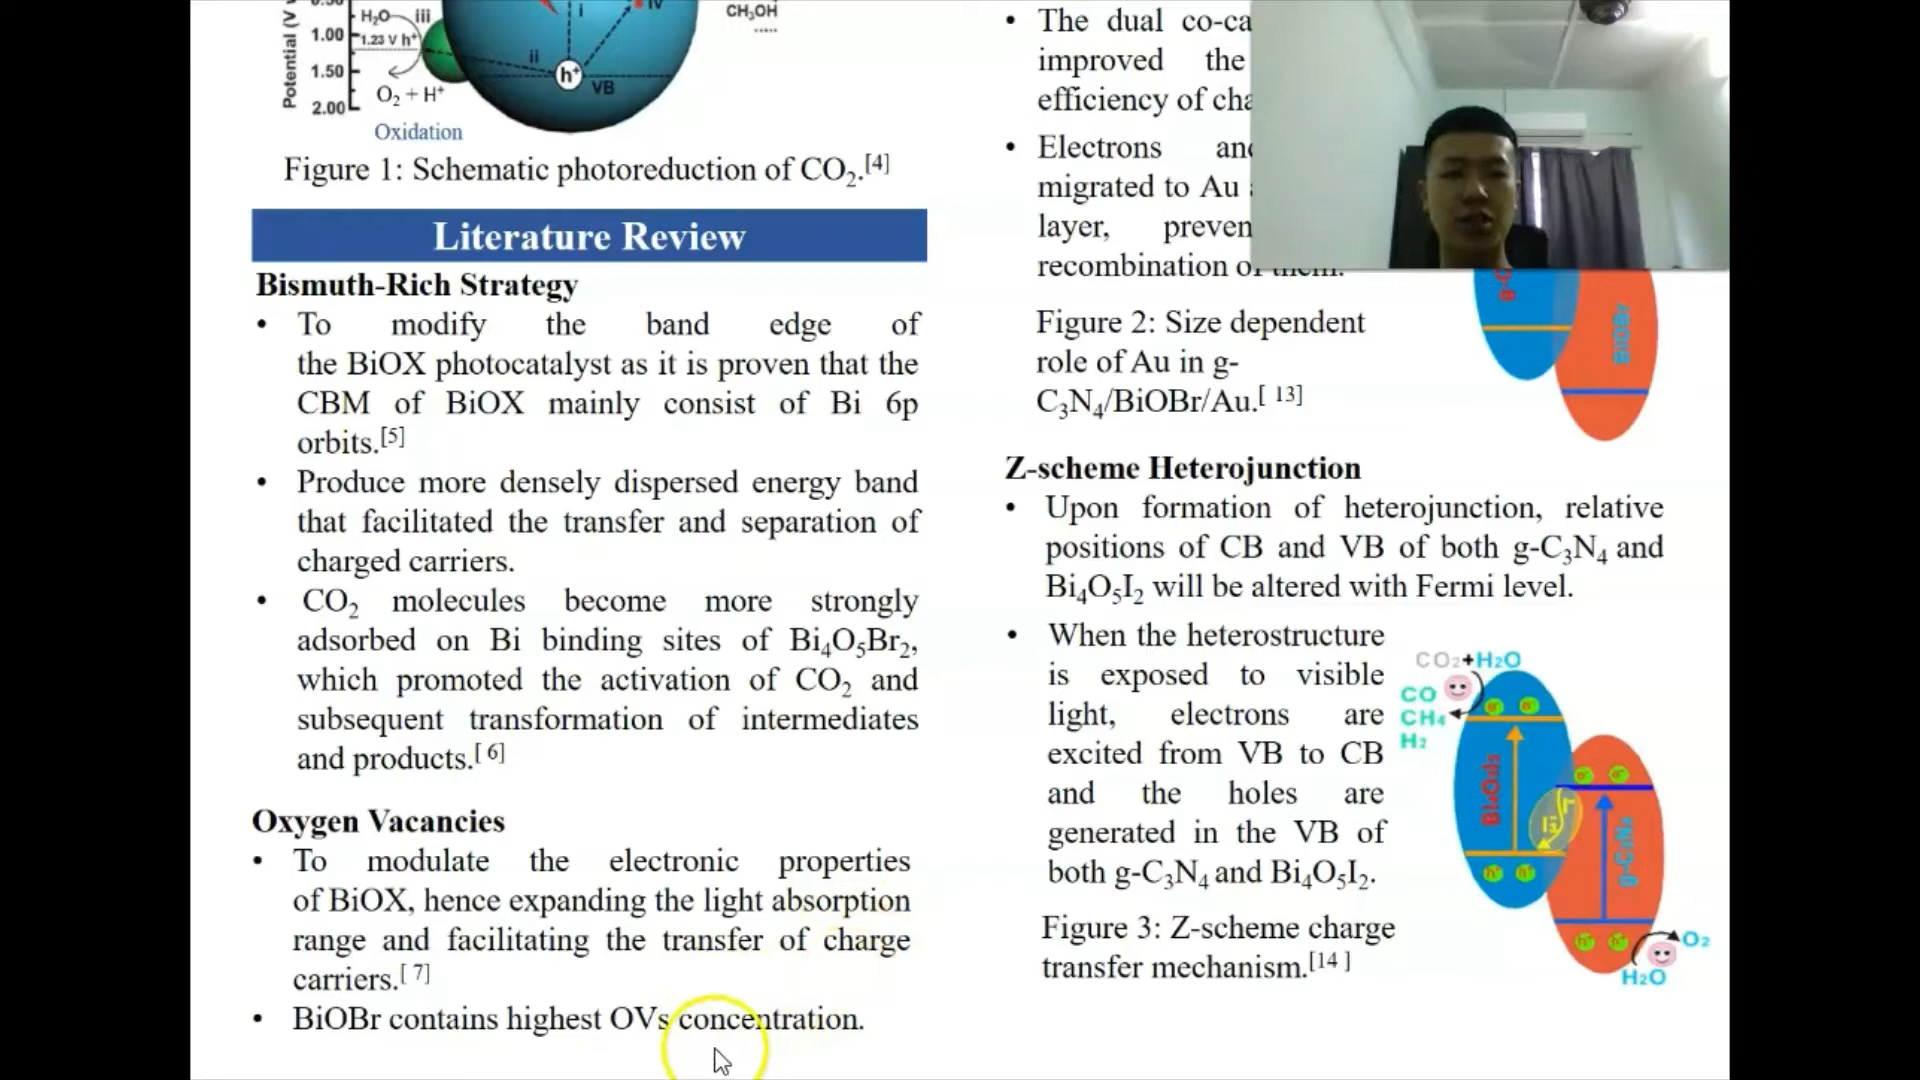 Potential (V
H₂O iii
1.23 V h⁺
1.00
1.50
2.00
O₂ + H⁺
i
iv
ii
h⁺
VB
CH₃OH
.....
Oxidation
Figure 1: Schematic photoreduction of CO₂.[4]
Literature Review
Bismuth-Rich Strategy
• To modify the band edge of
the BiOX photocatalyst as it is proven that the
CBM of BiOX mainly consist of Bi 6p
orbits.[5]
• Produce more densely dispersed energy band
that facilitated the transfer and separation of
charged carriers.
• CO₂ molecules become more strongly
adsorbed on Bi binding sites of Bi₄O₅Br₂,
which promoted the activation of CO₂ and
subsequent transformation of intermediates
and products.[ 6]
Oxygen Vacancies
• To modulate the electronic properties
of BiOX, hence expanding the light absorption
range and facilitating the transfer of charge
carriers.[ 7]
• BiOBr contains highest OVs concentration.
• The dual co-ca
improved the
efficiency of cha
• Electrons and
migrated to Au
layer, preven
recombination of them.
Figure 2: Size dependent
role of Au in g-
C₃N₄/BiOBr/Au.[ 13]
BiOBr
Z-scheme Heterojunction
• Upon formation of heterojunction, relative
positions of CB and VB of both g-C₃N₄ and
Bi₄O₅I₂ will be altered with Fermi level.
• When the heterostructure
is exposed to visible
light, electrons are
excited from VB to CB
and the holes are
generated in the VB of
both g-C₃N₄ and Bi₄O₅I₂.
Figure 3: Z-scheme charge
transfer mechanism.[14 ]
CO₂+H₂O
CO
CH₄
H₂
e⁻ e⁻
e⁻ e⁻
Bi₄O₅I₂
I⁻
I₃⁻
g-C₃N₄
h⁺ h⁺
h⁺ h⁺
O₂
H₂O